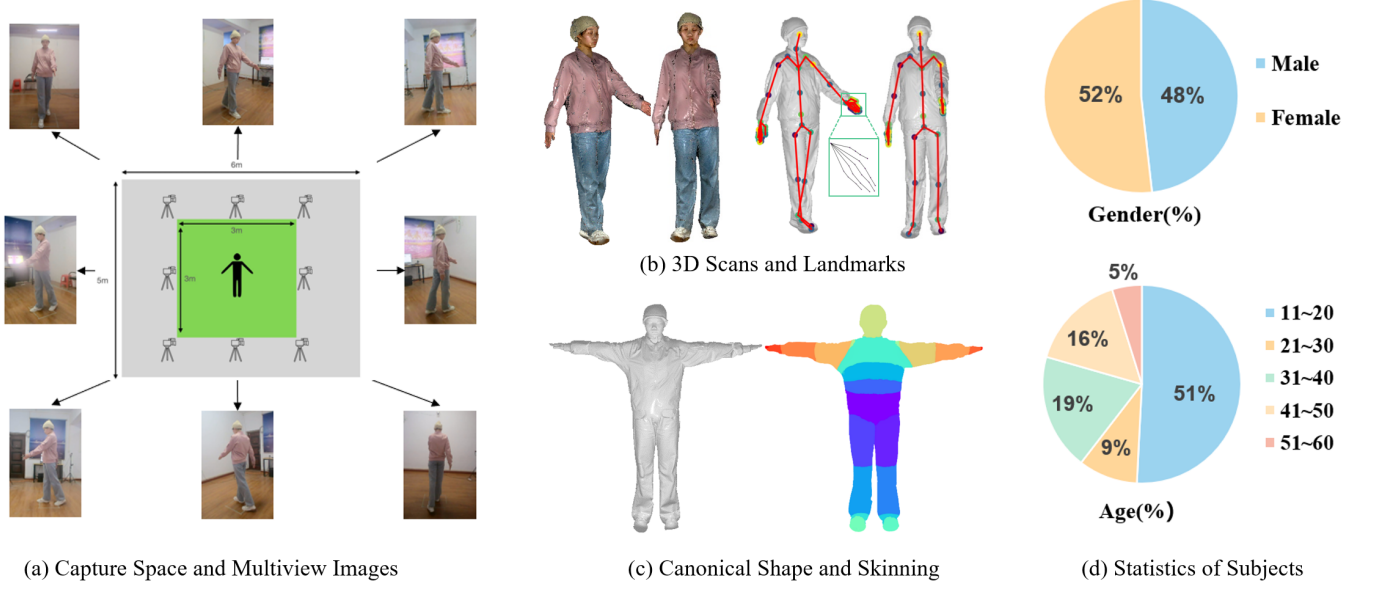 6m
5m
3m
3m
(a) Capture Space and Multiview Images
(b) 3D Scans and Landmarks
(c) Canonical Shape and Skinning
52%
48%
Male
Female
Gender(%)
5%
16%
19%
9%
51%
11~20
21~30
31~40
41~50
51~60
Age(%)
(d) Statistics of Subjects